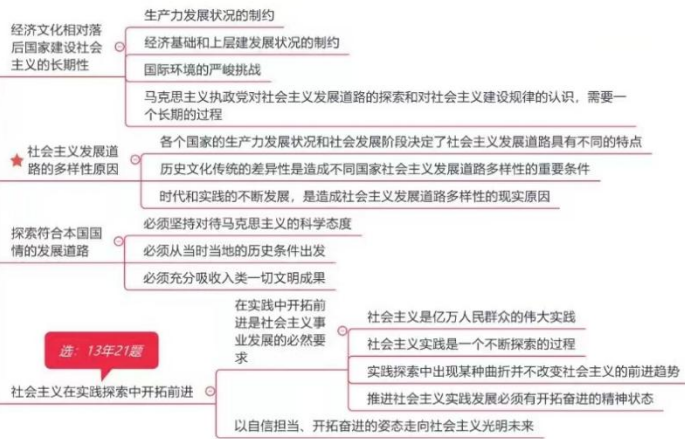 生产力发展状况的制约
经济文化相对落
后国家建设社会
主义的长期性
经济基础和上层建发展状况的制约
国际环境的严峻挑战
马克思主义执政党对社会主义发展道路的探索和对社会主义建设规律的认识，需要一
个长期的过程
社会主义发展道
路的多样性原因
各个国家的生产力发展状况和社会发展阶段决定了社会主义发展道路具有不同的特点
历史文化传统的差异性是造成不同国家社会主义发展道路多样性的重要条件
时代和实践的不断发展，是造成社会主义发展道路多样性的现实原因
探索符合本国国
情的发展道路
必须坚持对待马克思主义的科学态度
必须从当时当地的历史条件出发
必须充分吸收入类一切文明成果
选：13年21题
社会主义在实践探索中开拓前进
在实践中开拓前
进是社会主义事
业发展的必然要
求
社会主义是亿万人民群众的伟大实践
社会主义实践是一个不断探索的过程
实践探索中出现某种曲折并不改变社会主义的前进趋势
推进社会主义实践发展必须有开拓奋进的精神状态
以自信担当、开拓奋进的姿态走向社会主义光明未来